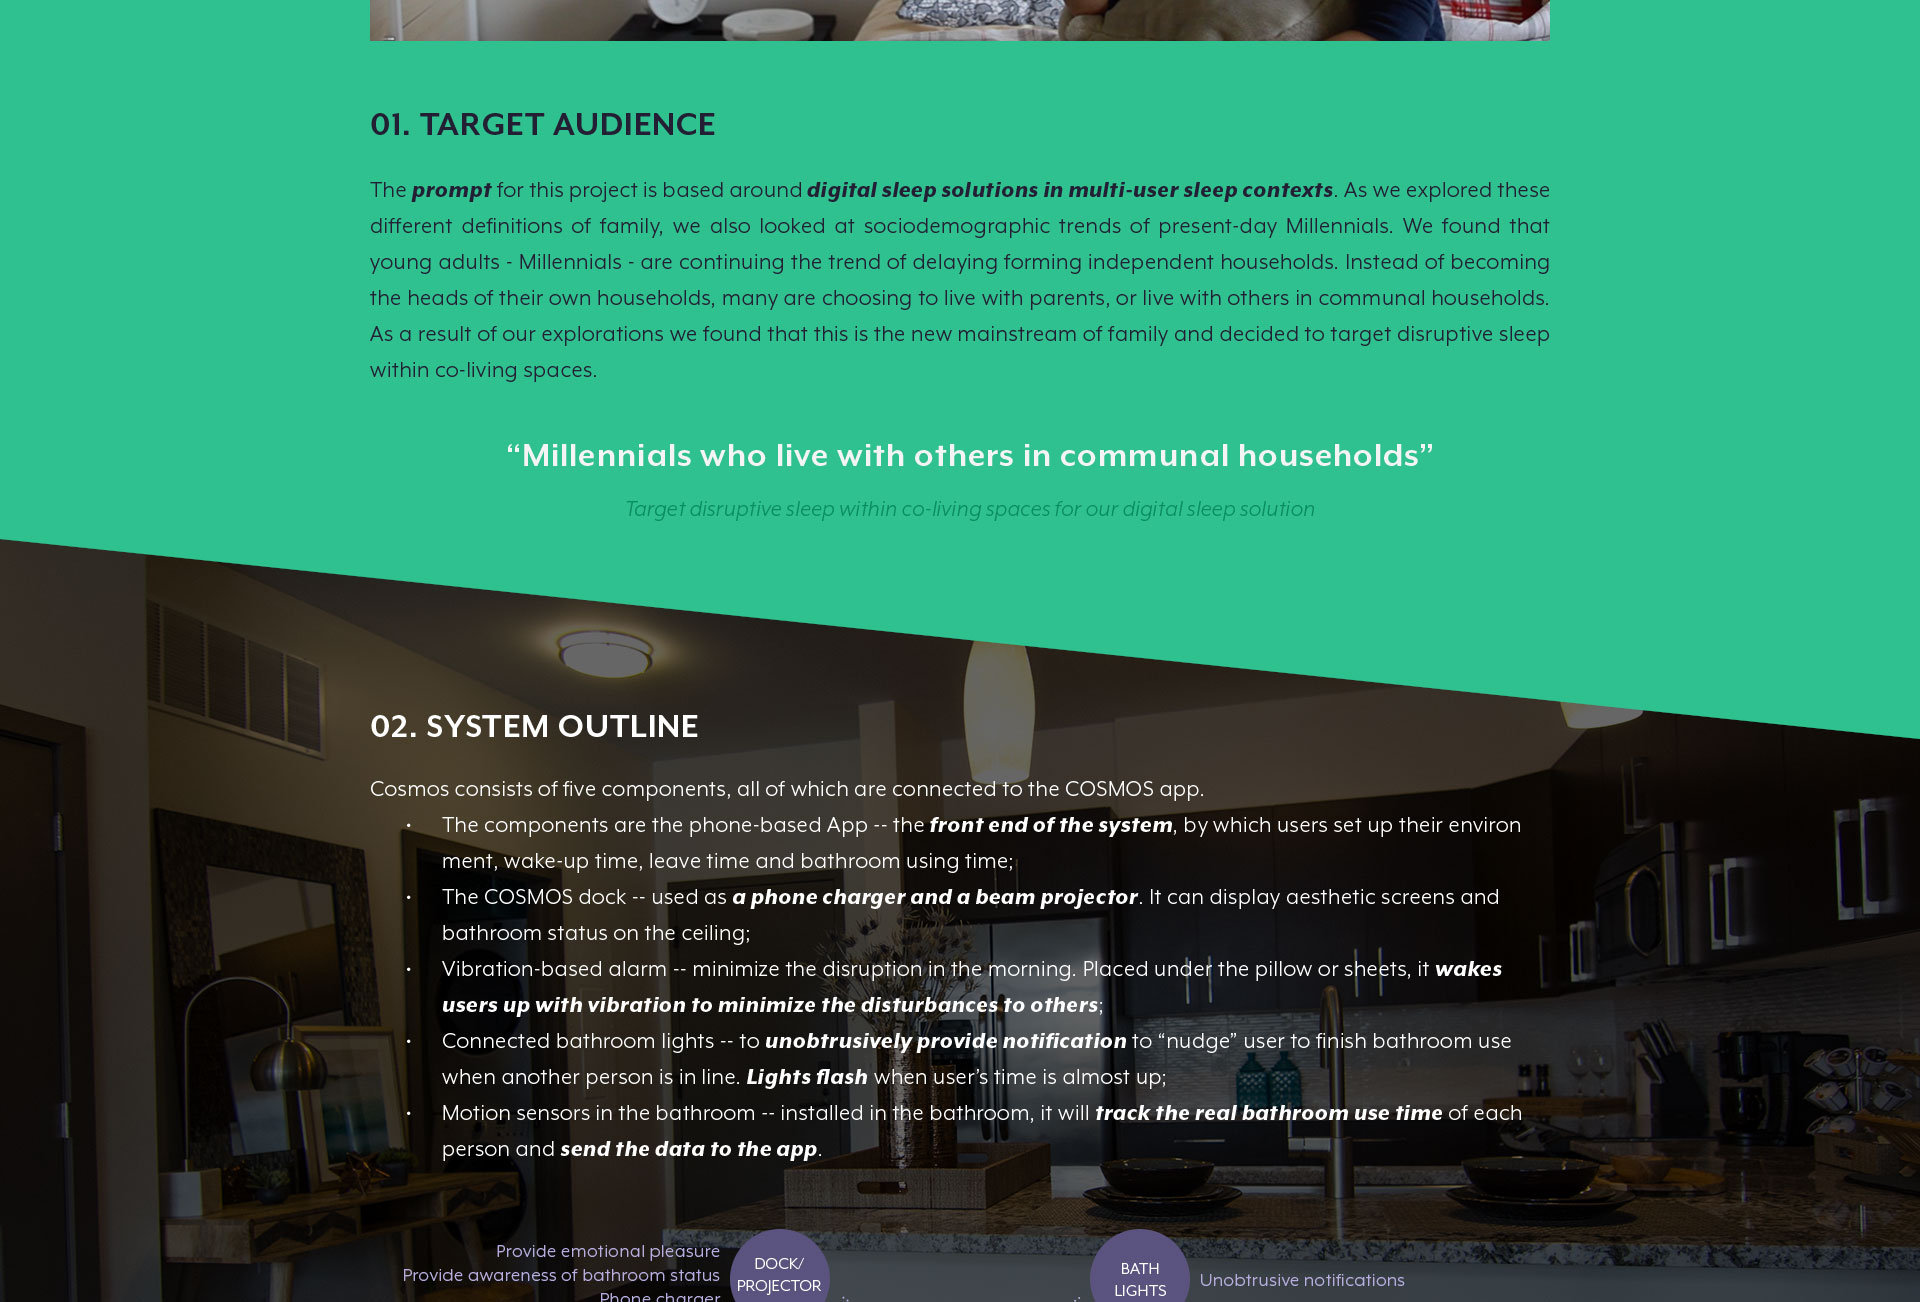 01. TARGET AUDIENCE
The prompt for this project is based around digital sleep solutions in multi-user sleep contexts. As we explored these
different definitions of family, we also looked at sociodemographic trends of present-day Millennials. We found that
young adults - Millennials - are continuing the trend of delaying forming independent households. Instead of becoming
the heads of their own households, many are choosing to live with parents, or live with others in communal households.
As a result of our explorations we found that this is the new mainstream of family and decided to target disruptive sleep
within co-living spaces.
“Millennials who live with others in communal households”
Target disruptive sleep within co-living spaces for our digital sleep solution
02. SYSTEM OUTLINE
Cosmos consists of five components, all of which are connected to the COSMOS app.
• The components are the phone-based App -- the front end of the system, by which users set up their environ
ment, wake-up time, leave time and bathroom using time;
• The COSMOS dock -- used as a phone charger and a beam projector. It can display aesthetic screens and
bathroom status on the ceiling;
• Vibration-based alarm -- minimize the disruption in the morning. Placed under the pillow or sheets, it wakes
users up with vibration to minimize the disturbances to others;
• Connected bathroom lights -- to unobtrusively provide notification to “nudge” user to finish bathroom use
when another person is in line. Lights flash when user’s time is almost up;
• Motion sensors in the bathroom -- installed in the bathroom, it will track the real bathroom use time of each
person and send the data to the app.
Provide emotional pleasure
Provide awareness of bathroom status
Phone charger
DOCK/
PROJECTOR
BATH
LIGHTS
Unobtrusive notifications